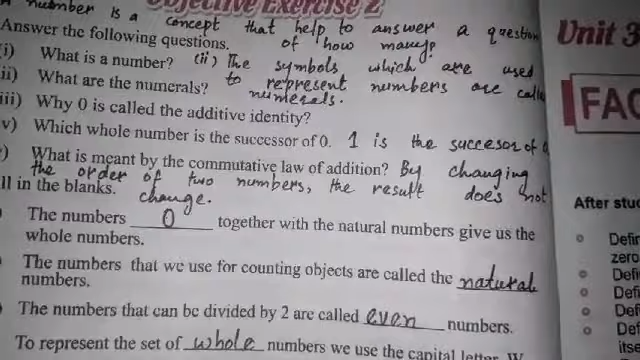 Objective Exercise 2
A number is a concept that help to answer a question
Answer the following questions. of how many?
(i) What is a number? (ii) The symbols which are used
ii) What are the numerals? to represent numbers are
numerals.
iii) Why 0 is called the additive identity?
v) Which whole number is the successor of 0. 1 is the succesor of
) What is meant by the commutative law of addition? By changing
the order of two numbers, the result does not
ll in the blanks. change.
The numbers 0 together with the natural numbers give us the
whole numbers.
The numbers that we use for counting objects are called the natural
numbers.
The numbers that can be divided by 2 are called even numbers.
To represent the set of whole numbers we use the capital letter W
Unit 3
FAC
After stu
Defin
zero
Defi
Def
Def
Def
itse